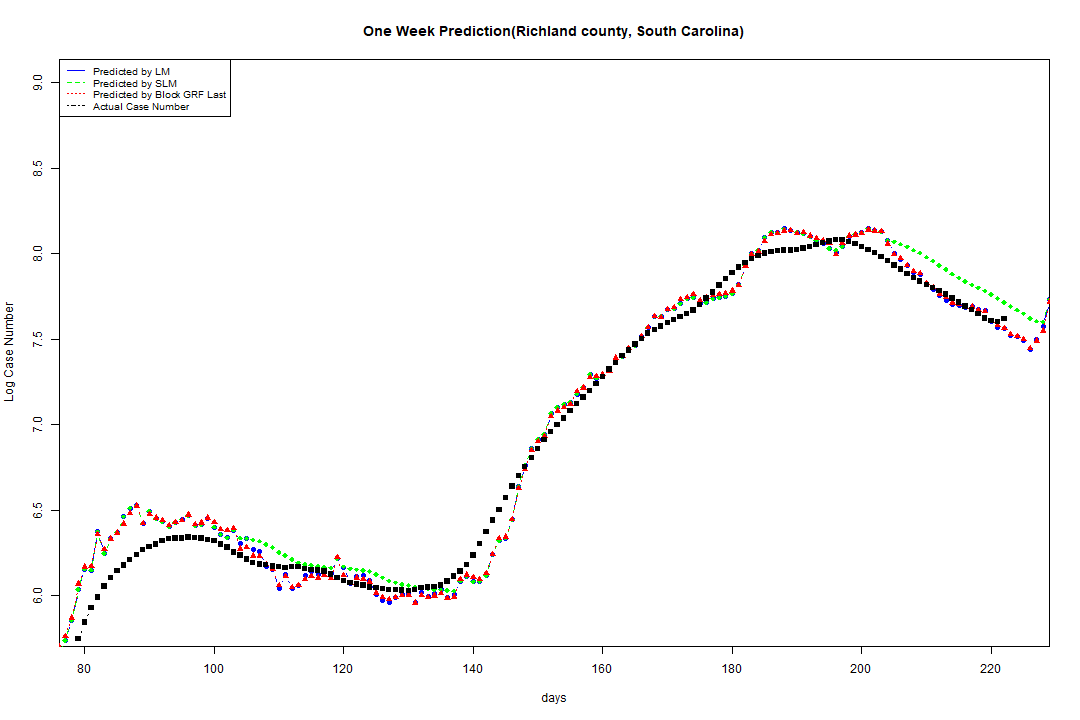 One Week Prediction(Richland county, South Carolina)
Predicted by LM
Predicted by SLM
Predicted by Block GRF Last
Actual Case Number
9.0
8.5
8.0
7.5
7.0
6.5
6.0
Log Case Number
80 100 120 140 160 180 200 220
days